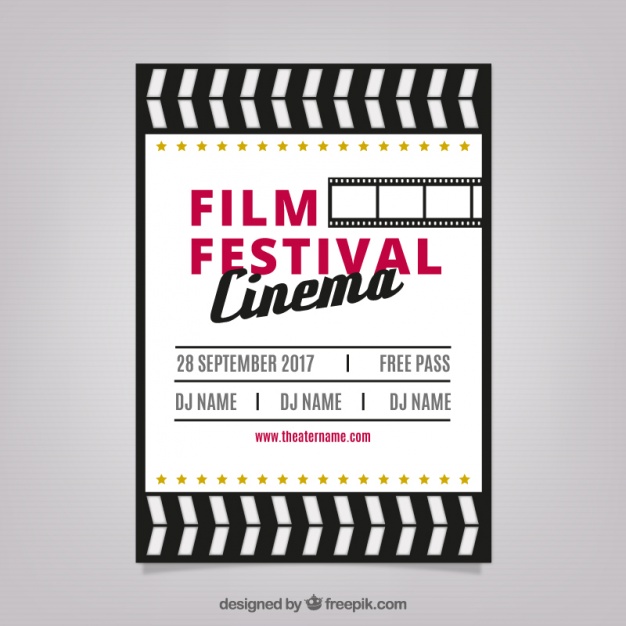 FILM
FESTIVAL
Cinema
28 SEPTEMBER 2017 | FREE PASS
DJ NAME | DJ NAME | DJ NAME
www.theatername.com
designed by freepik.com